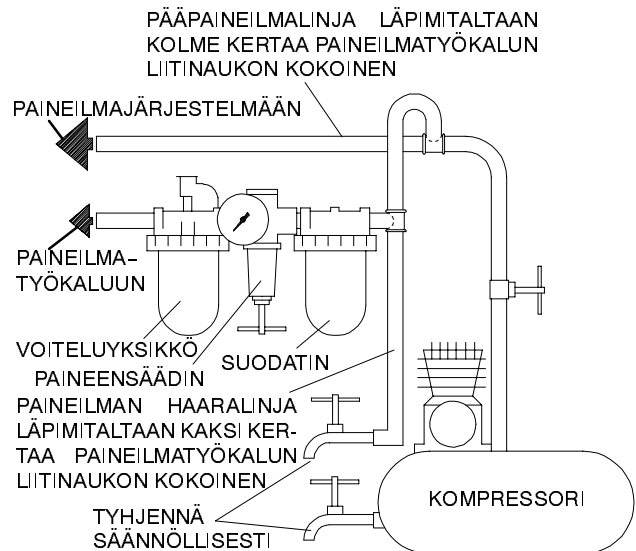 PÄÄPAINEILMALINJA LÄPIMITALTAAN
KOLME KERTAA PAINEILMATYÖKALUN
LIITINAUKON KOKOINEN
PAINEILMAJÄRJESTELMÄÄN
PAINEILMA–
TYÖKALUUN
VOITELUYKSIKKÖ
SUODATIN
PAINEENSÄÄDIN
PAINEILMAN HAARALINJA
LÄPIMITALTAAN KAKSI KER-
TAA PAINEILMATYÖKALUN
LIITINAUKON KOKOINEN
KOMPRESSORI
TYHJENNÄ
SÄÄNNÖLLISESTI